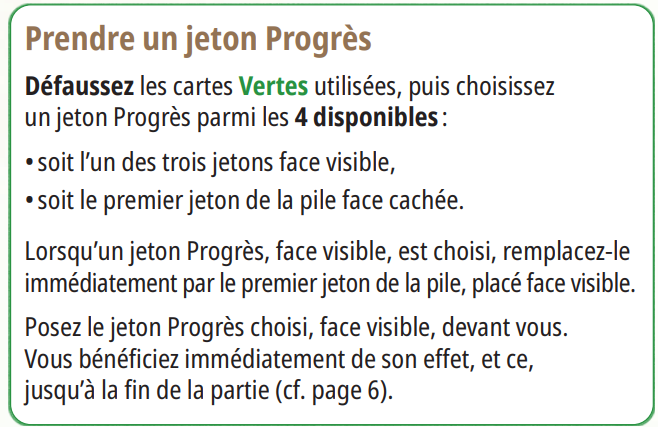 Prendre un jeton Progrès
Défaussez les cartes Vertes utilisées, puis choisissez
un jeton Progrès parmi les 4 disponibles :
• soit l’un des trois jetons face visible,
• soit le premier jeton de la pile face cachée.
Lorsqu’un jeton Progrès, face visible, est choisi, remplacez-le
immédiatement par le premier jeton de la pile, placé face visible.
Posez le jeton Progrès choisi, face visible, devant vous.
Vous bénéficiez immédiatement de son effet, et ce,
jusqu’à la fin de la partie (cf. page 6).